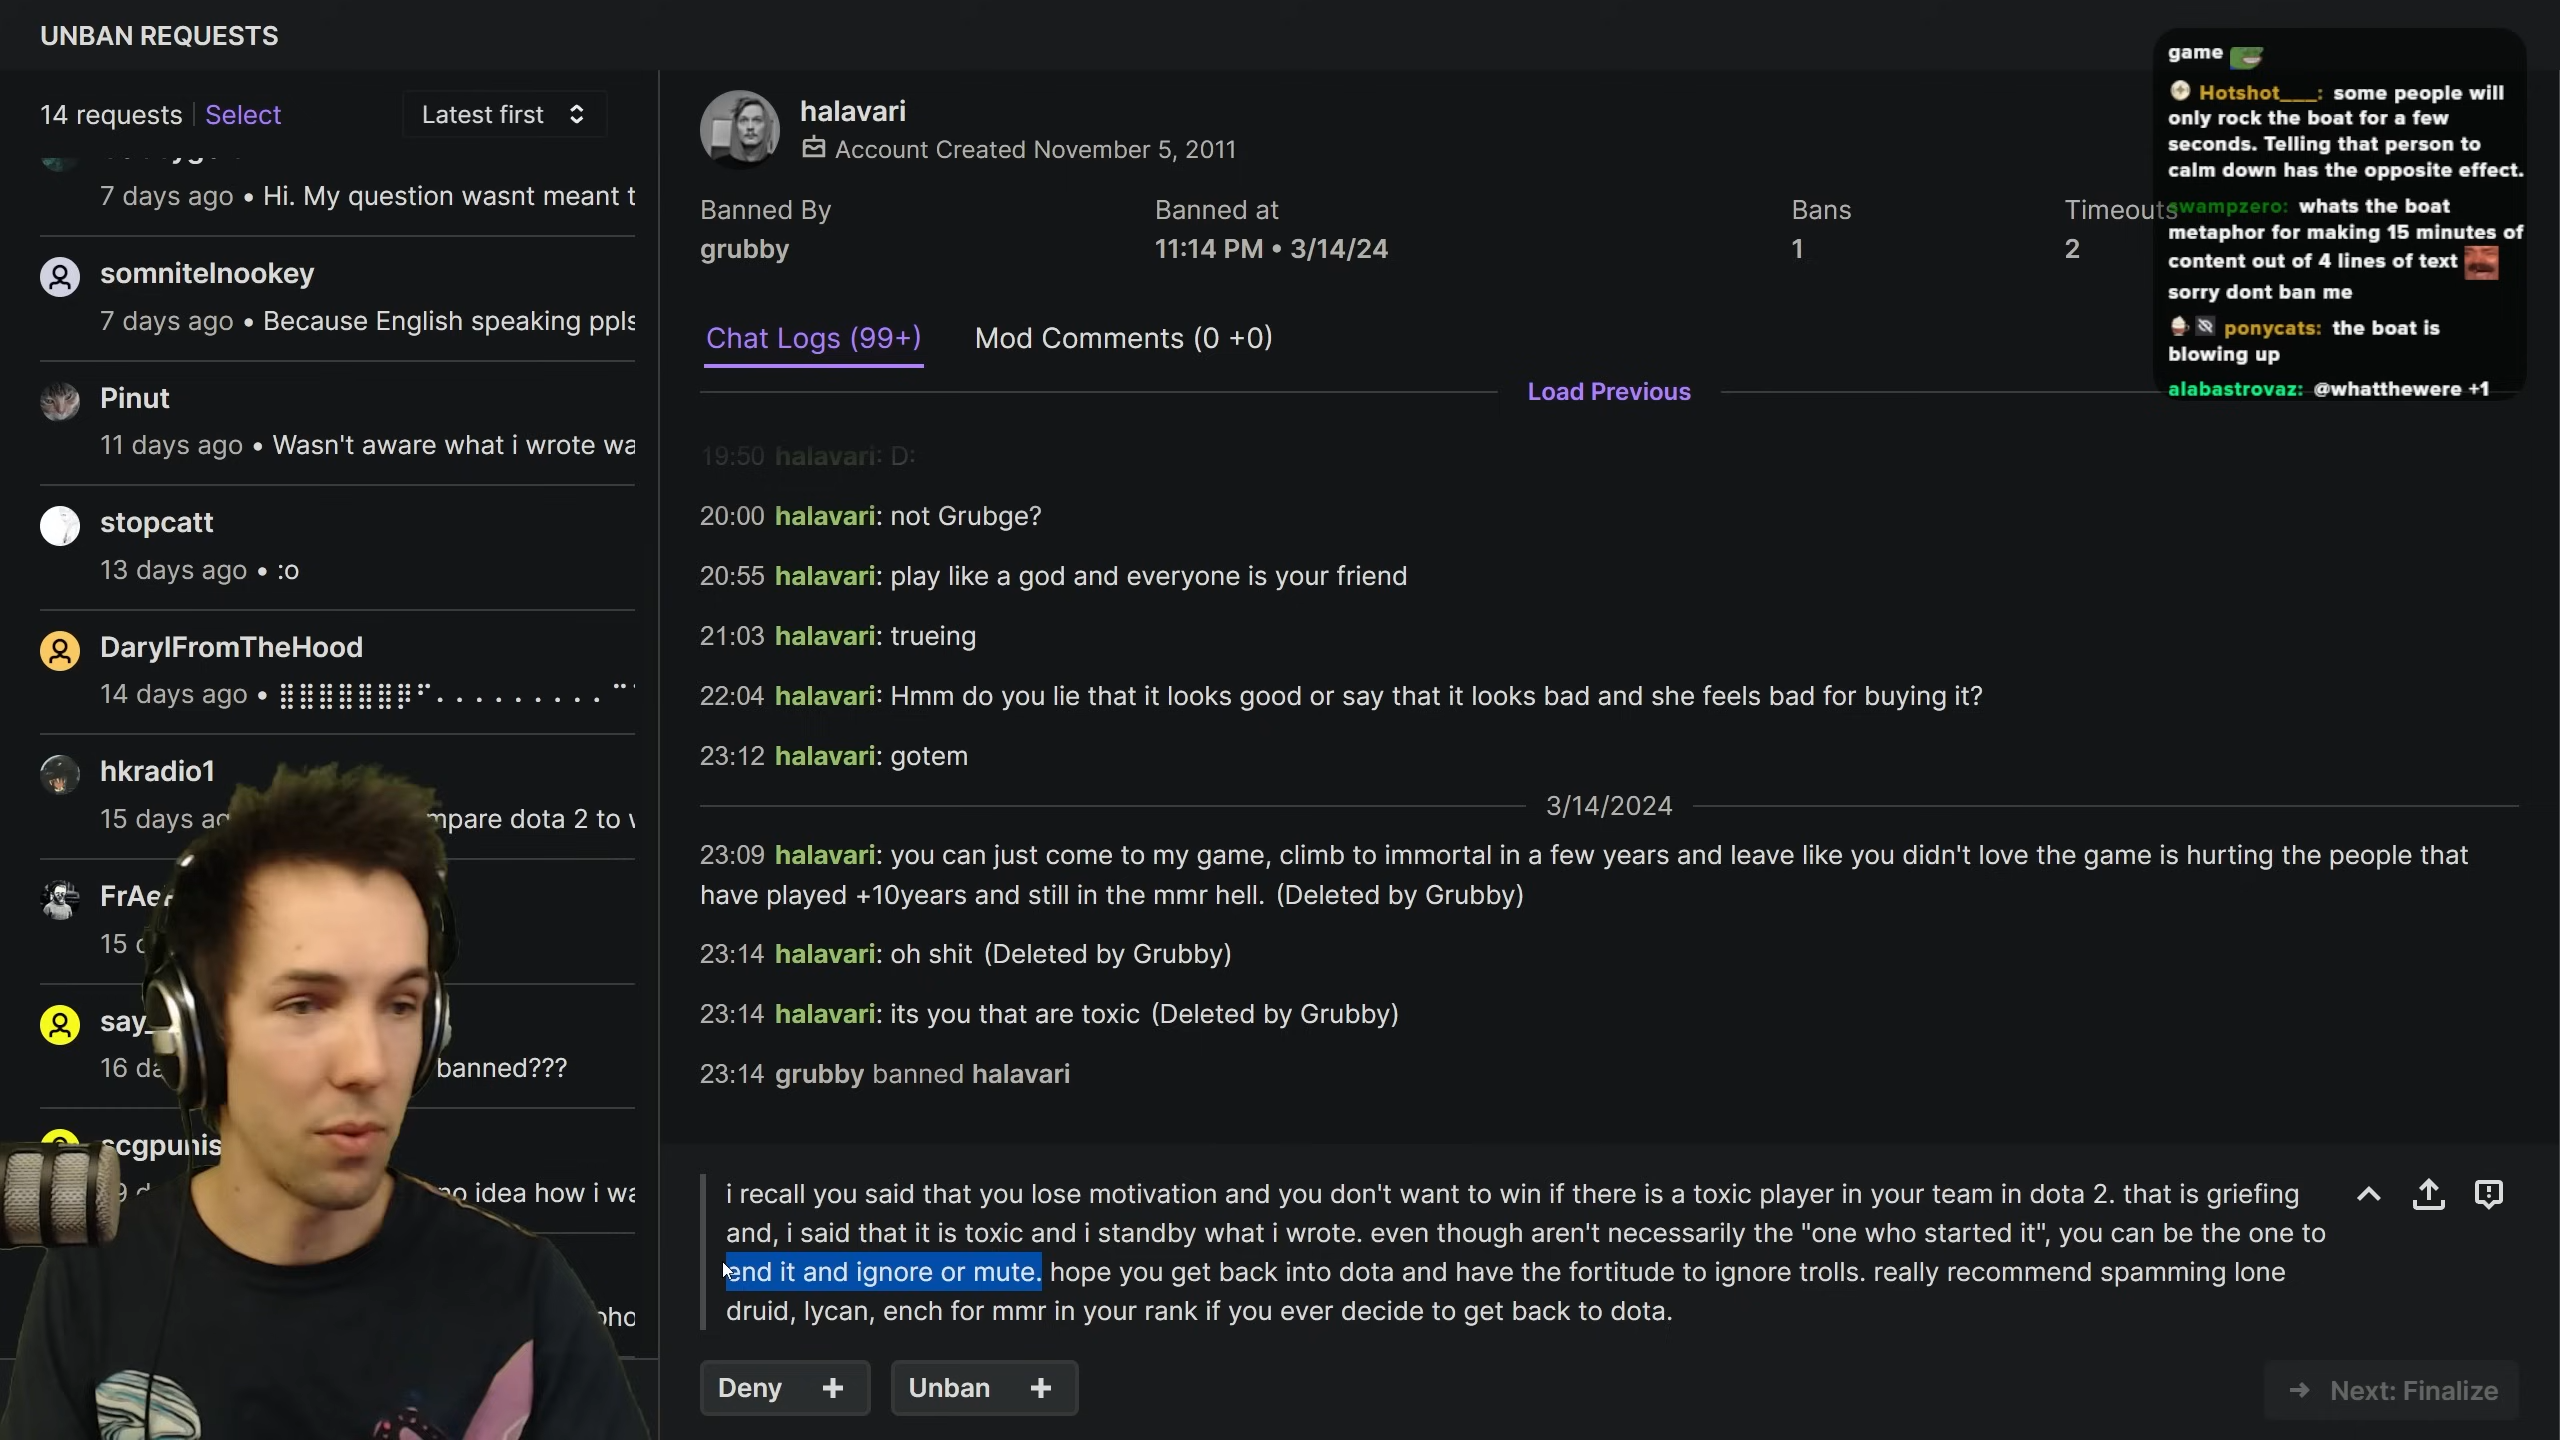 UNBAN REQUESTS
14 requests
Select
Latest first
7 days ago • Hi. My question wasnt meant t
somnitelnookey
7 days ago • Because English speaking ppls
Pinut
11 days ago • Wasn't aware what i wrote wa
stopcatt
13 days ago • :o
DarylFromTheHood
14 days ago •
hkradio1
15 days ag
mpare dota 2 to
FrAe
15 d
say_
16 da
banned???
scgpunis
9 d
no idea how i wa
pho
halavari
Account Created November 5, 2011
Banned By
grubby
Banned at
11:14 PM • 3/14/24
Bans
1
Timeouts
2
Chat Logs (99+)
Mod Comments (0 +0)
Load Previous
19:50 halavari: D:
20:00 halavari: not Grubge?
20:55 halavari: play like a god and everyone is your friend
21:03 halavari: trueing
22:04 halavari: Hmm do you lie that it looks good or say that it looks bad and she feels bad for buying it?
23:12 halavari: gotem
3/14/2024
23:09 halavari: you can just come to my game, climb to immortal in a few years and leave like you didn't love the game is hurting the people that
have played +10years and still in the mmr hell. (Deleted by Grubby)
23:14 halavari: oh shit (Deleted by Grubby)
23:14 halavari: its you that are toxic (Deleted by Grubby)
23:14 grubby banned halavari
i recall you said that you lose motivation and you don't want to win if there is a toxic player in your team in dota 2. that is griefing
and, i said that it is toxic and i standby what i wrote. even though aren't necessarily the "one who started it", you can be the one to
end it and ignore or mute. hope you get back into dota and have the fortitude to ignore trolls. really recommend spamming lone
druid, lycan, ench for mmr in your rank if you ever decide to get back to dota.
Deny +
Unban +
Next: Finalize
game
Hotshot___: some people will
only rock the boat for a few
seconds. Telling that person to
calm down has the opposite effect.
swampzero: whats the boat
metaphor for making 15 minutes of
content out of 4 lines of text
sorry dont ban me
ponycats: the boat is
blowing up
alabastrovaz: @whatthewere +1